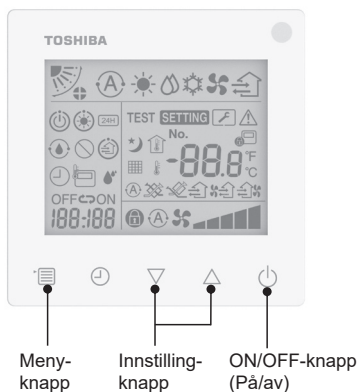 TOSHIBA
A
24H
TEST SETTING
No.
-88.8 °F °C
OFF ON
188:188
A
A
Meny-
knapp
Innstilling-
knapp
ON/OFF-knapp
(På/av)